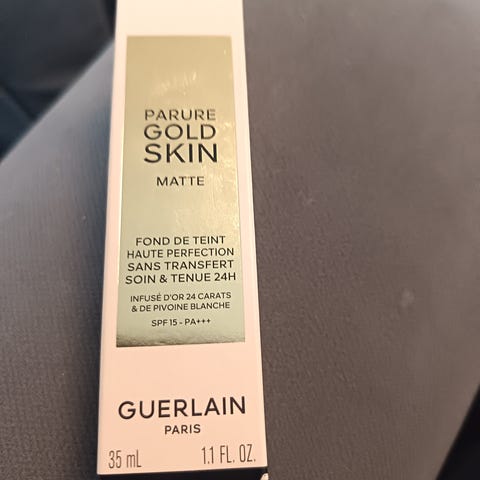 PARURE
GOLD
SKIN
MATTE
FOND DE TEINT
HAUTE PERFECTION
SANS TRANSFERT
SOIN & TENUE 24H
INFUSÉ D'OR 24 CARATS
& DE PIVOINE BLANCHE
SPF 15 - PA+++
GUERLAIN
PARIS
35 mL 1.1 FL. OZ.